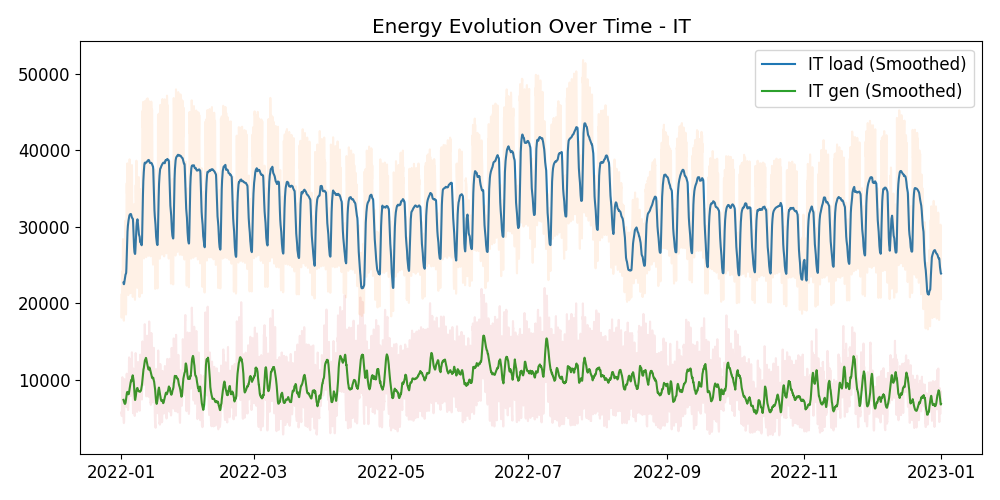 Energy Evolution Over Time - IT
IT load (Smoothed)
IT gen (Smoothed)
50000
40000
30000
20000
10000
2022-01 2022-03 2022-05 2022-07 2022-09 2022-11 2023-01